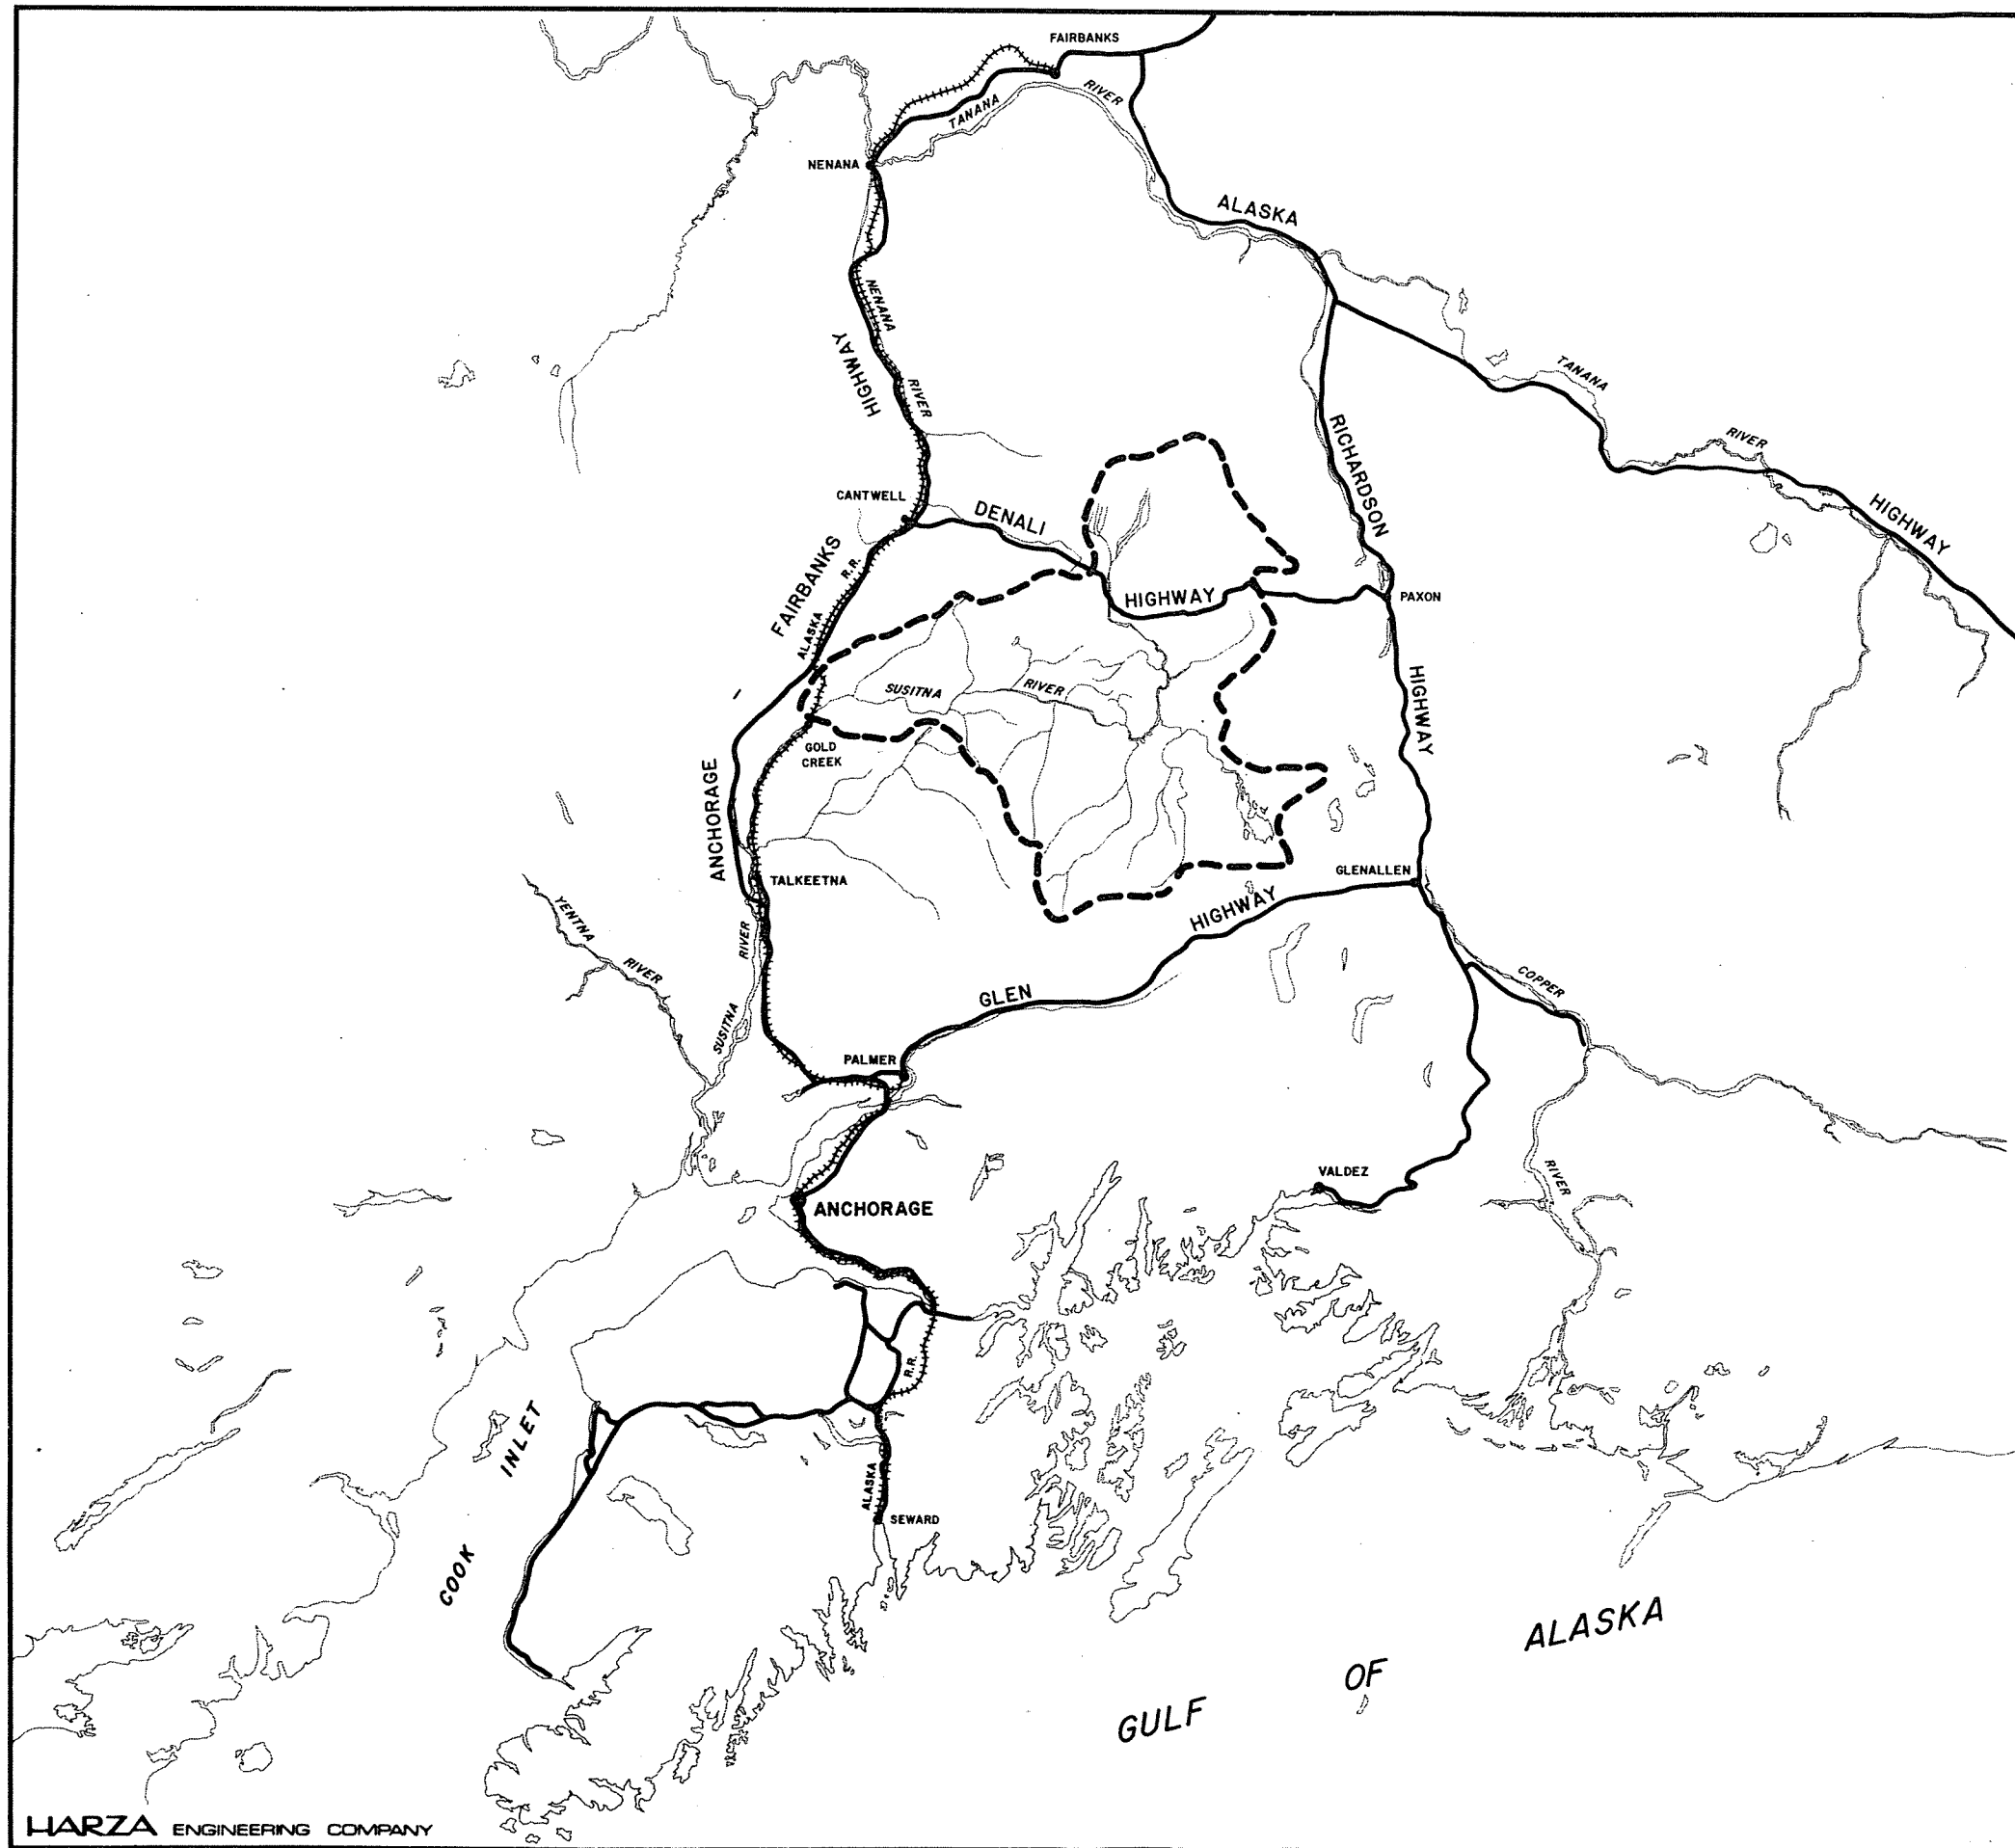 FAIRBANKS
TANANA
RIVER
NENANA
ALASKA
NENANA
RIVER
HIGHWAY
TANANA
RIVER
HIGHWAY
RICHARDSON
CANTWELL
DENALI
HIGHWAY
PAXON
FAIRBANKS
ALASKA
R.R.
HIGHWAY
SUSITNA
RIVER
GOLD
CREEK
ANCHORAGE
TALKEETNA
GLENALLEN
HIGHWAY
YENTNA
RIVER
RIVER
SUSITNA
GLEN
COPPER
PALMER
VALDEZ
RIVER
ANCHORAGE
R.R.
COOK
INLET
ALASKA
SEWARD
GULF
OF
ALASKA
HARZA ENGINEERING COMPANY